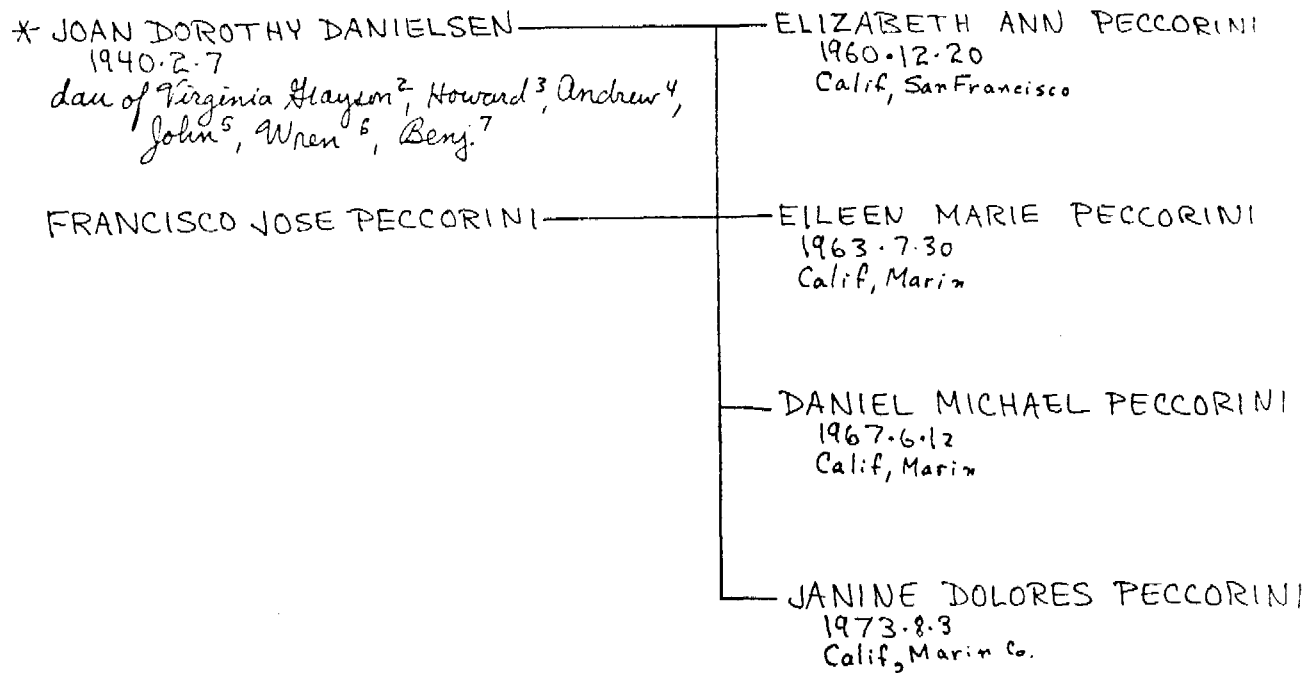 * JOAN DOROTHY DANIELSEN
1940.2.7
dau of Virginia Grayson², Howard³, Andrew⁴,
John⁵, Wren⁶, Benj.⁷
FRANCISCO JOSE PECCORINI
ELIZABETH ANN PECCORINI
1960.12.20
Calif, San Francisco
EILEEN MARIE PECCORINI
1963.7.30
Calif, Marin
DANIEL MICHAEL PECCORINI
1967.6.12
Calif, Marin
JANINE DOLORES PECCORINI
1973.8.3
Calif, Marin Co.